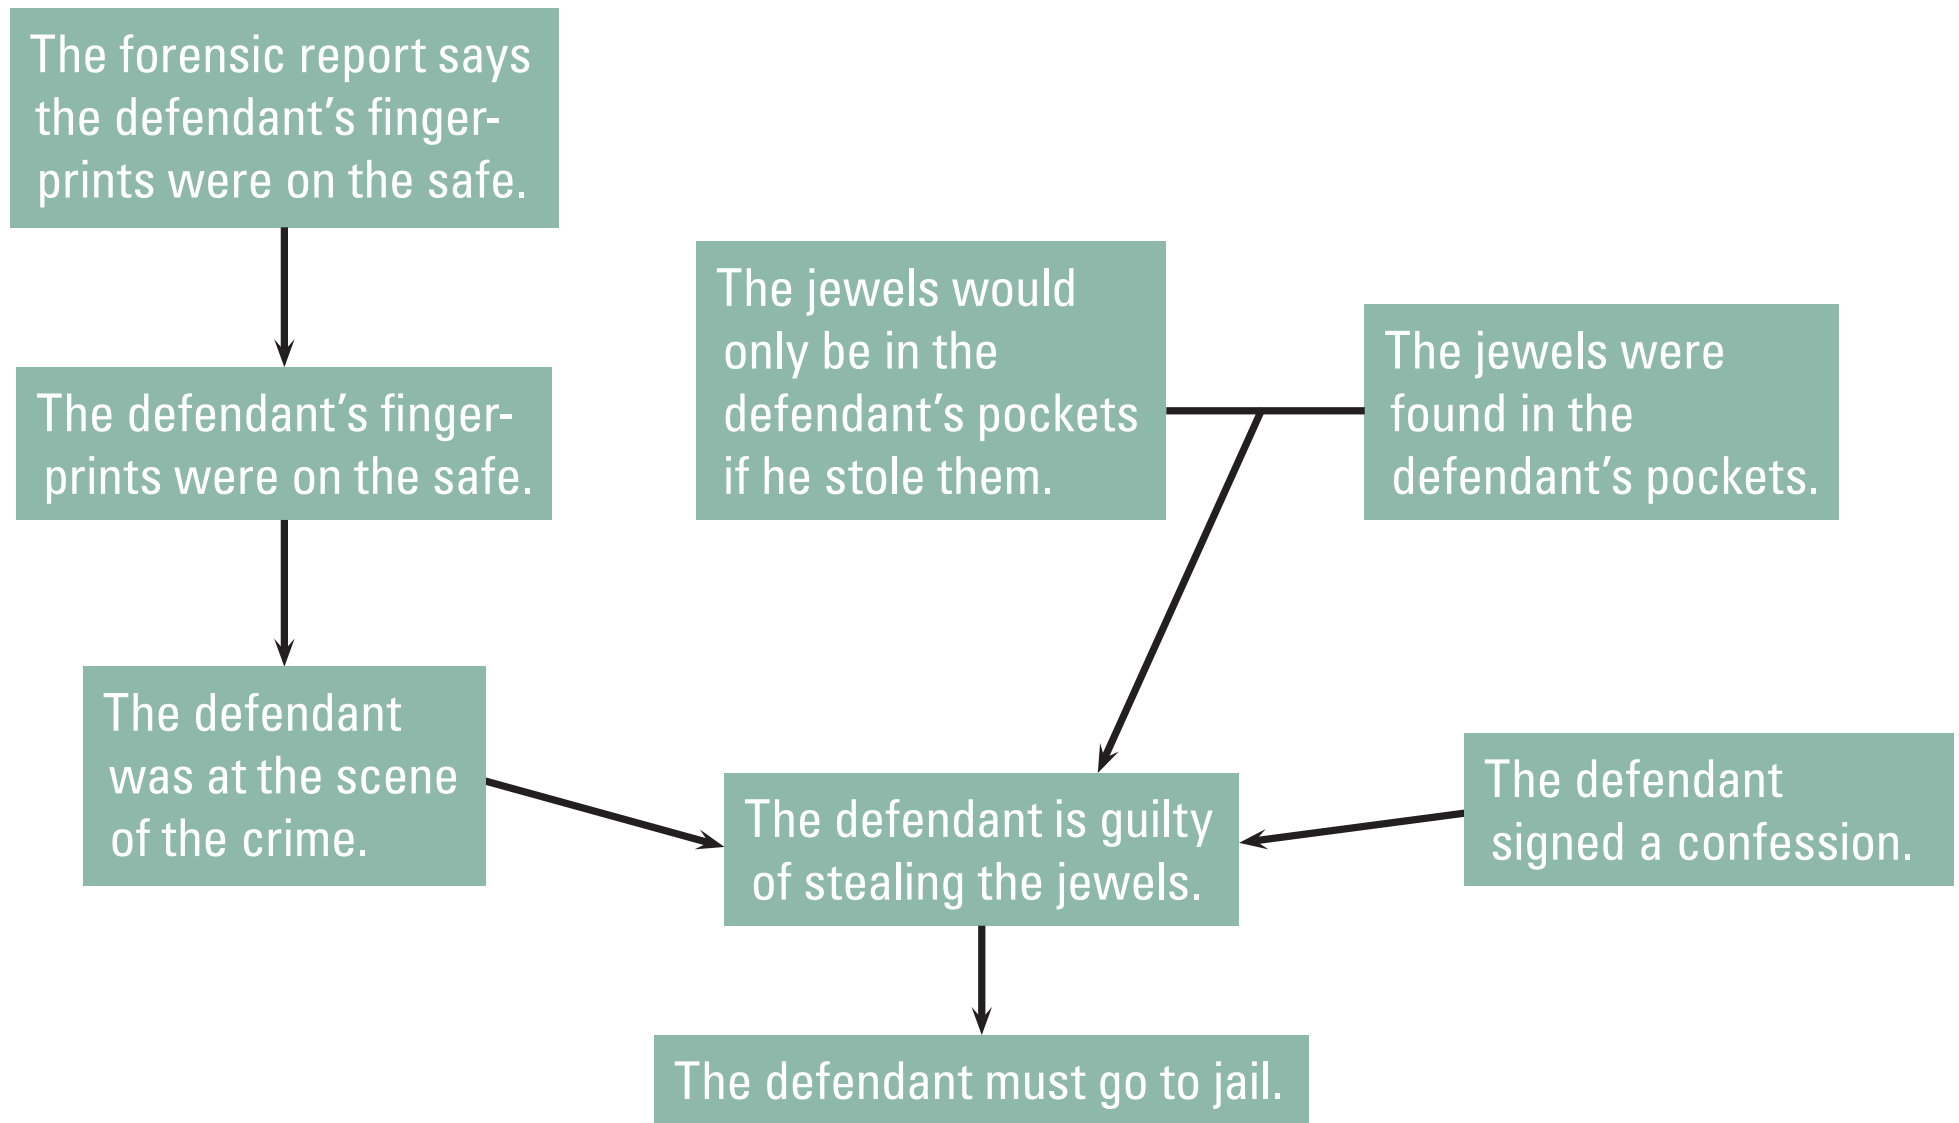 The forensic report says
the defendant’s finger-
prints were on the safe.
The jewels would
only be in the
defendant’s pockets
if he stole them.
The jewels were
found in the
defendant’s pockets.
The defendant’s finger-
prints were on the safe.
The defendant
was at the scene
of the crime.
The defendant is guilty
of stealing the jewels.
The defendant
signed a confession.
The defendant must go to jail.